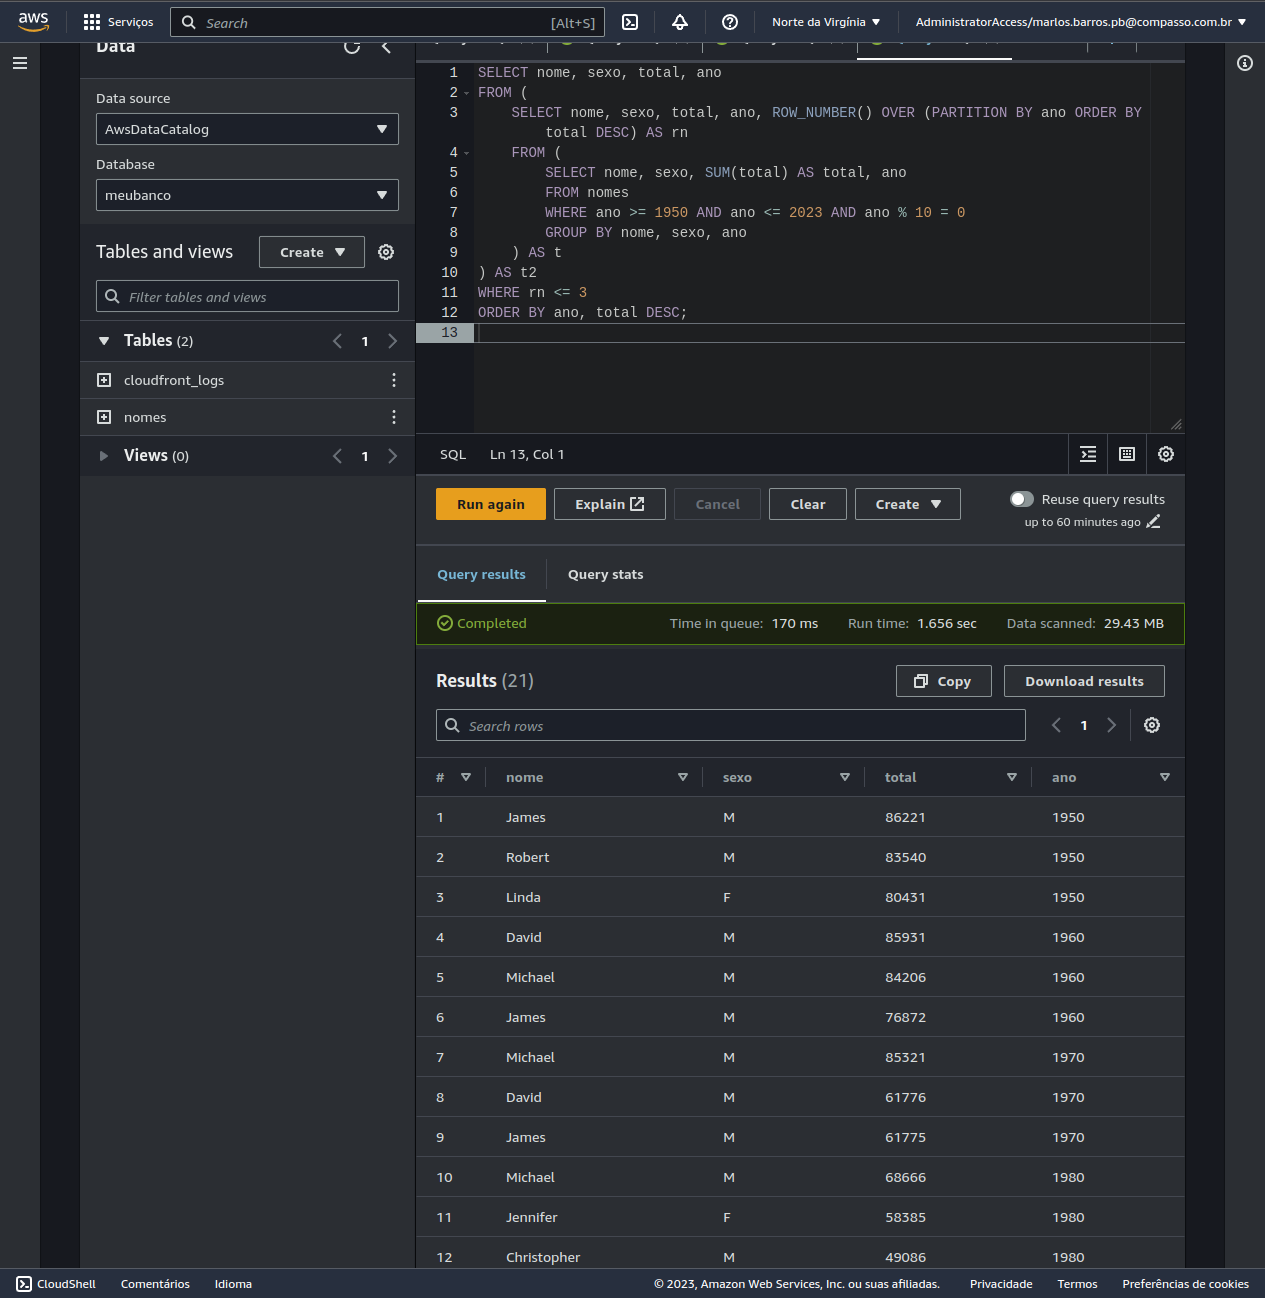 aws
Serviços
Search
[Alt+S]
Norte da Virgínia
AdministratorAccess/marlos.barros.pb@compasso.com.br
Data
Data source
AwsDataCatalog
Database
meubanco
Tables and views
Create
Filter tables and views
Tables (2)
1
cloudfront_logs
nomes
Views (0)
1
1 SELECT nome, sexo, total, ano
2 FROM (
3 SELECT nome, sexo, total, ano, ROW_NUMBER() OVER (PARTITION BY ano ORDER BY
total DESC) AS rn
4 FROM (
5 SELECT nome, sexo, SUM(total) AS total, ano
6 FROM nomes
7 WHERE ano >= 1950 AND ano <= 2023 AND ano % 10 = 0
8 GROUP BY nome, sexo, ano
9 ) AS t
10 ) AS t2
11 WHERE rn <= 3
12 ORDER BY ano, total DESC;
13
SQL Ln 13, Col 1
Run again
Explain
Cancel
Clear
Create
Reuse query results
up to 60 minutes ago
Query results
Query stats
Completed
Time in queue: 170 ms
Run time: 1.656 sec
Data scanned: 29.43 MB
Results (21)
Copy
Download results
Search rows
1
# nome sexo total ano
1 James M 86221 1950
2 Robert M 83540 1950
3 Linda F 80431 1950
4 David M 85931 1960
5 Michael M 84206 1960
6 James M 76872 1960
7 Michael M 85321 1970
8 David M 61776 1970
9 James M 61775 1970
10 Michael M 68666 1980
11 Jennifer F 58385 1980
12 Christopher M 49086 1980
CloudShell
Comentários
Idioma
© 2023, Amazon Web Services, Inc. ou suas afiliadas.
Privacidade
Termos
Preferências de cookies